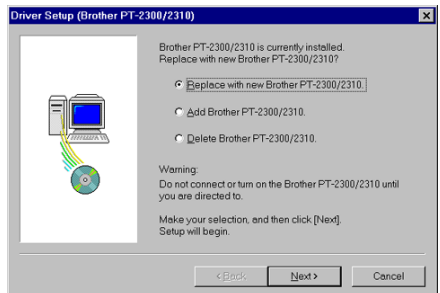 Driver Setup (Brother PT-2300/2310)
Brother PT-2300/2310 is currently installed.
Replace with new Brother PT-2300/2310?
Replace with new Brother PT-2300/2310.
Add Brother PT-2300/2310.
Delete Brother PT-2300/2310.
Warning:
Do not connect or turn on the Brother PT-2300/2310 until
you are directed to.
Make your selection, and then click [Next].
Setup will begin.
< Back
Next >
Cancel